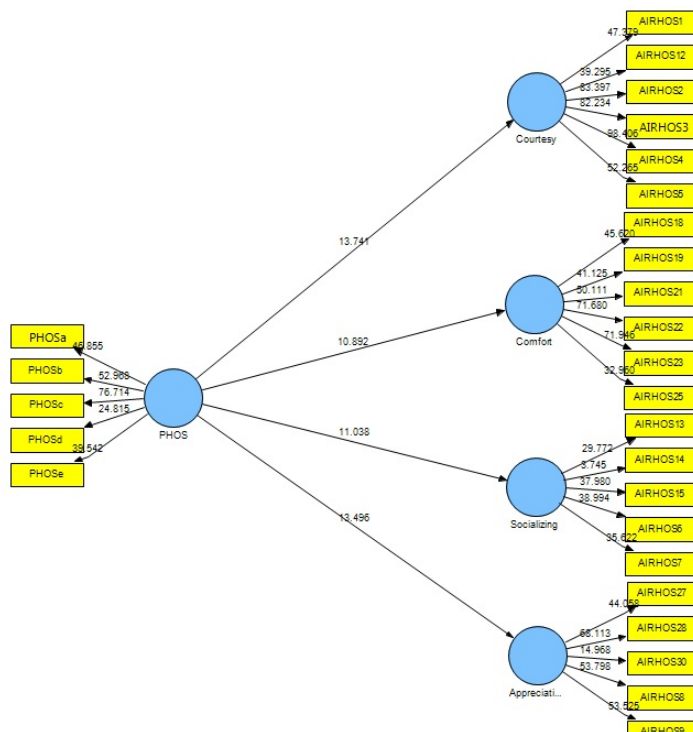 AIRHOS1
47.379
AIRHOS12
39.295
AIRHOS2
83.397
82.234
AIRHOS3
98.406
AIRHOS4
Courtesy
52.265
AIRHOS5
AIRHOS18
45.620
AIRHOS19
41.125
AIRHOS21
50.111
71.680
AIRHOS22
71.946
AIRHOS23
Comfort
32.960
AIRHOS25
13.741
10.892
11.038
13.496
PHOSa
46.855
PHOSb
52.968
PHOSc
76.714
PHOSd
24.815
PHOSe
39.542
PHOS
AIRHOS13
29.772
AIRHOS14
3.745
AIRHOS15
37.980
38.994
AIRHOS6
35.622
AIRHOS7
Socializing
AIRHOS27
44.058
AIRHOS28
68.113
AIRHOS30
14.968
53.798
AIRHOS8
53.525
AIRHOS9
Appreciati...